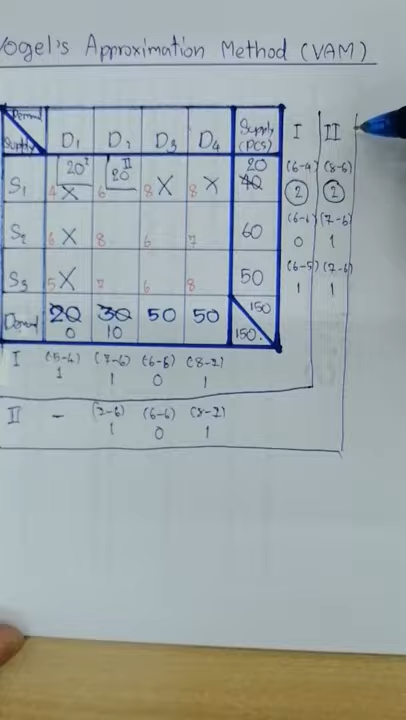 Vogel's Approximation Method (VAM)
Demand
Supply
D1 D2 D3 D4 Supply (pcs) I II
S1 20 I 4 X 20 II 6 8 X 8 X 20 40 (6-4) 2 (8-6) 2
S2 6 X 8 6 7 60 (6-6) 0 (7-6) 1
S3 5 X 7 6 8 50 (6-5) 1 (7-6) 1
Demand 20 0 30 10 50 50 150 150.
I (5-4) 1 (7-6) 1 (6-6) 0 (8-7) 1
II - (7-6) 1 (6-6) 0 (8-7) 1